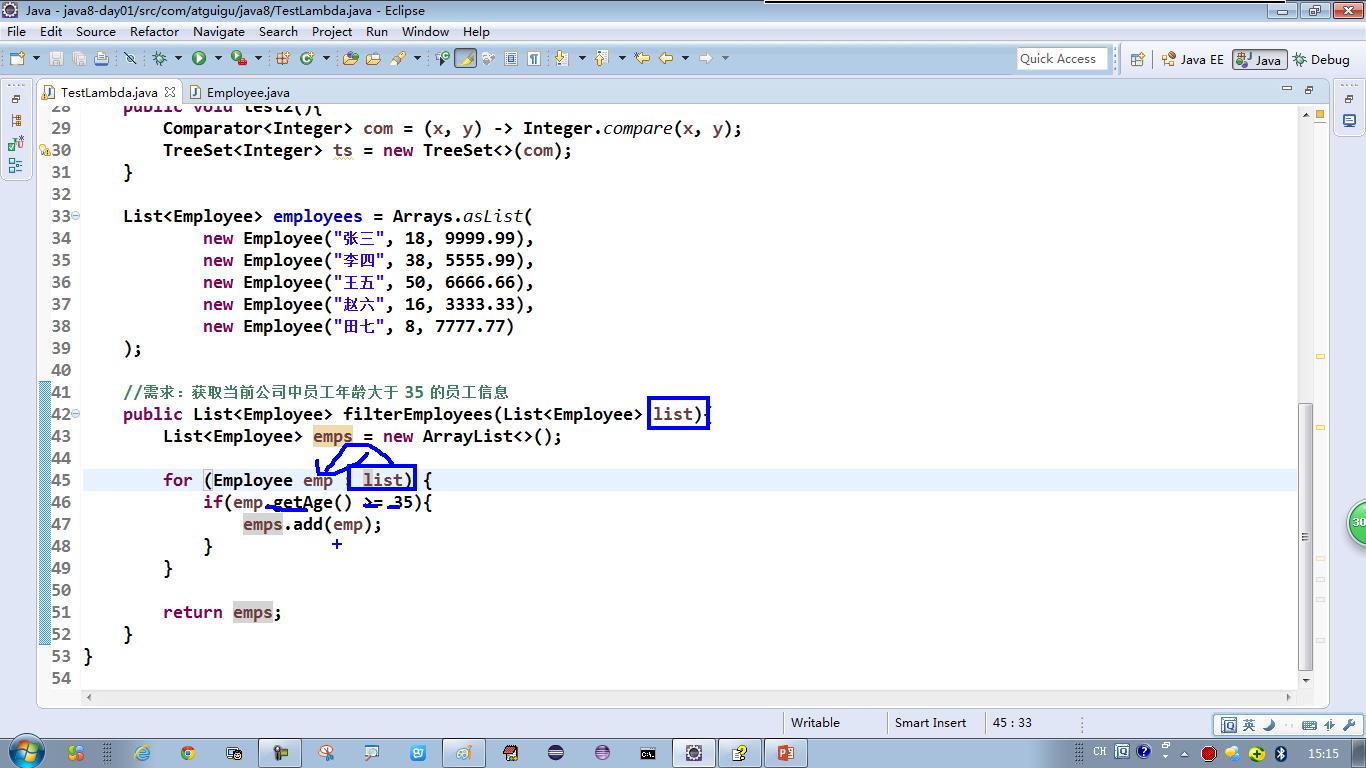 Java - java8-day01/src/com/atguigu/java8/TestLambda.java - Eclipse
File Edit Source Refactor Navigate Search Project Run Window Help
Quick Access Java EE Java Debug
TestLambda.java Employee.java
28 public void test2(){
29 Comparator<Integer> com = (x, y) -> Integer.compare(x, y);
30 TreeSet<Integer> ts = new TreeSet<>(com);
31 }
32
33 List<Employee> employees = Arrays.asList(
34 new Employee("张三", 18, 9999.99),
35 new Employee("李四", 38, 5555.99),
36 new Employee("王五", 50, 6666.66),
37 new Employee("赵六", 16, 3333.33),
38 new Employee("田七", 8, 7777.77)
39 );
40
41 //需求：获取当前公司中员工年龄大于 35 的员工信息
42 public List<Employee> filterEmployees(List<Employee> list){
43 List<Employee> emps = new ArrayList<>();
44
45 for (Employee emp : list) {
46 if(emp.getAge() >= 35){
47 emps.add(emp);
48 }
49 }
50
51 return emps;
52 }
53 }
54
30
Writable Smart Insert 45 : 33
英
CH 15:15